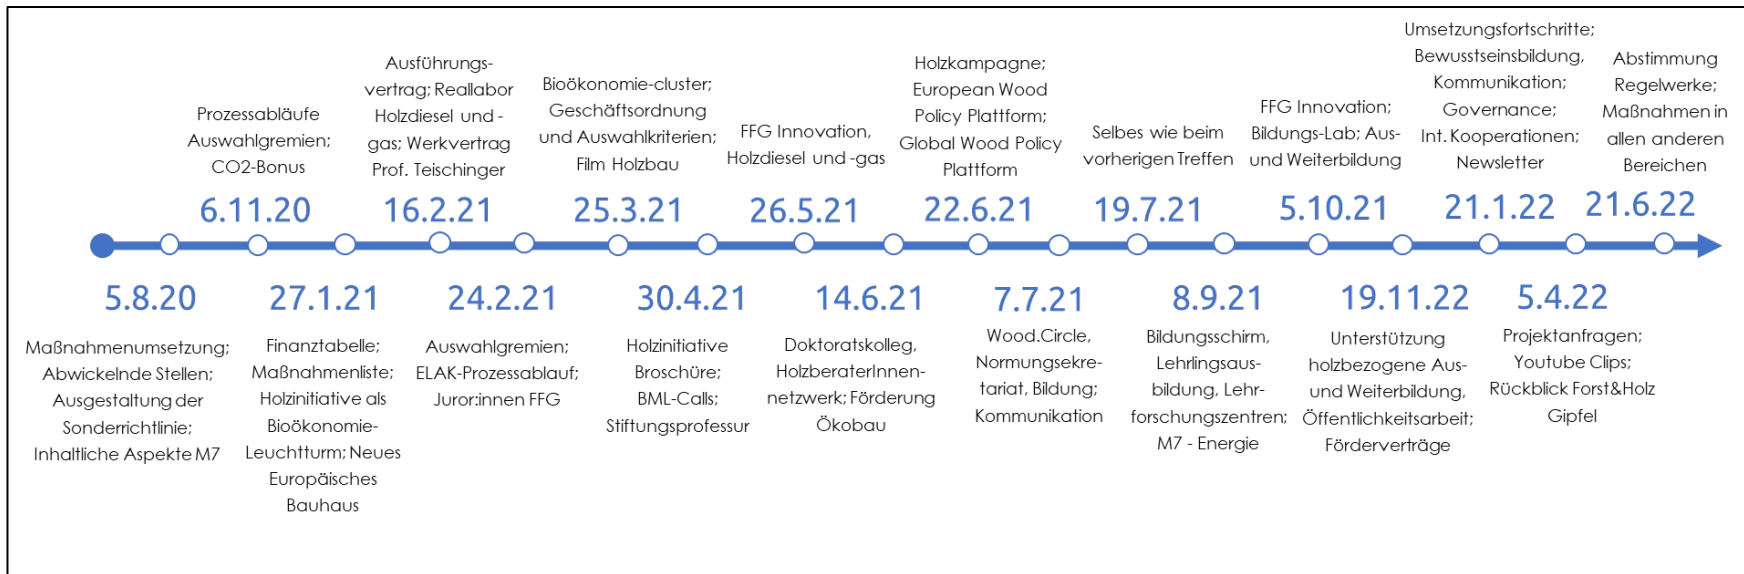 Prozessabläufe
Auswahlgremien;
CO2-Bonus
6.11.20
Ausführungs-
vertrag; Reallabor
Holzdiesel und -
gas; Werkvertrag
Prof. Teischinger
16.2.21
Bioökonomie-cluster;
Geschäftsordnung
und Auswahlkriterien;
Film Holzbau
25.3.21
FFG Innovation,
Holzdiesel und -gas
26.5.21
Holzkampagne;
European Wood
Policy Plattform;
Global Wood Policy
Plattform
22.6.21
Selbes wie beim
vorherigen Treffen
19.7.21
FFG Innovation;
Bildungs-Lab; Aus-
und Weiterbildung
5.10.21
Umsetzungsfortschritte;
Bewusstseinsbildung,
Kommunikation;
Governance;
Int. Kooperationen;
Newsletter
21.1.22
Abstimmung
Regelwerke;
Maßnahmen in
allen anderen
Bereichen
21.6.22
5.8.20
Maßnahmenumsetzung;
Abwickelnde Stellen;
Ausgestaltung der
Sonderrichtlinie;
Inhaltliche Aspekte M7
27.1.21
Finanztabelle;
Maßnahmenliste;
Holzinitiative als
Bioökonomie-
Leuchtturm; Neues
Europäisches
Bauhaus
24.2.21
Auswahlgremien;
ELAK-Prozessablauf;
Juror:innen FFG
30.4.21
Holzinitiative
Broschüre;
BML-Calls;
Stiftungsprofessur
14.6.21
Doktoratskolleg,
HolzberaterInnen-
netzwerk; Förderung
Ökobau
7.7.21
Wood.Circle,
Normungsekre-
tariat, Bildung;
Kommunikation
8.9.21
Bildungsschirm,
Lehrlingsaus-
bildung, Lehr-
forschungszentren;
M7 - Energie
19.11.22
Unterstützung
holzbezogene Aus-
und Weiterbildung,
Öffentlichkeitsarbeit;
Förderverträge
5.4.22
Projektanfragen;
Youtube Clips;
Rückblick Forst&Holz
Gipfel